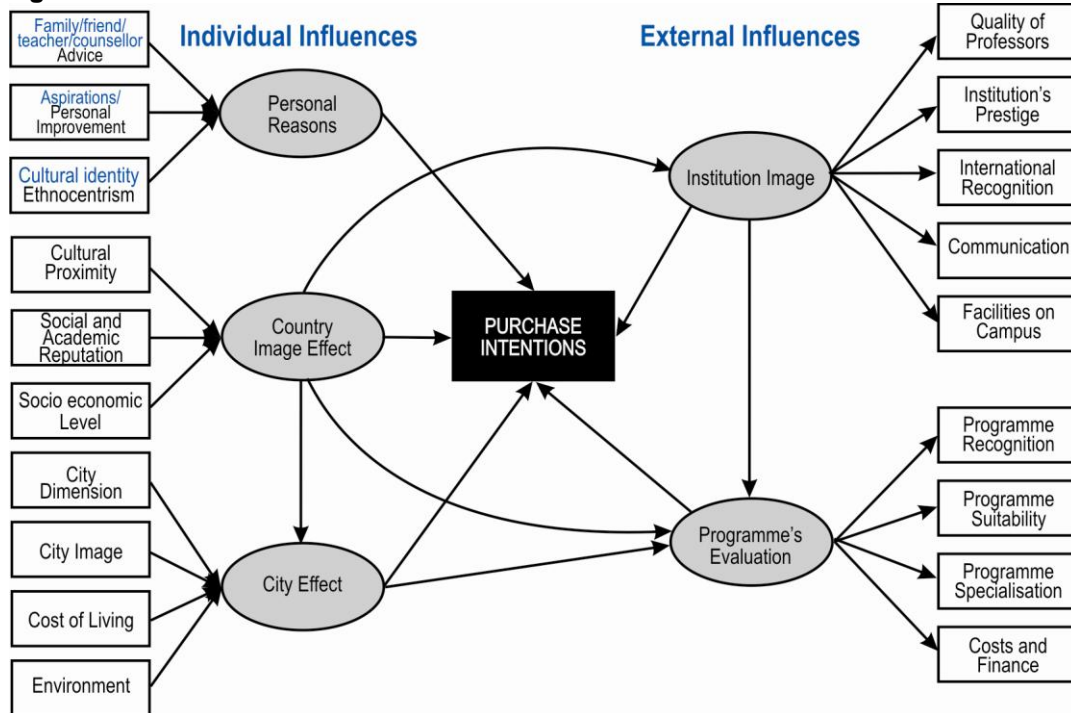 Individual Influences
External Influences
Family/friend/
teacher/counsellor
Advice
Aspirations/
Personal
Improvement
Cultural identity
Ethnocentrism
Cultural
Proximity
Social and
Academic
Reputation
Socio economic
Level
City
Dimension
City Image
Cost of Living
Environment
Personal
Reasons
Country
Image Effect
City Effect
PURCHASE
INTENTIONS
Institution Image
Programme's
Evaluation
Quality of
Professors
Institution's
Prestige
International
Recognition
Communication
Facilities on
Campus
Programme
Recognition
Programme
Suitability
Programme
Specialisation
Costs and
Finance